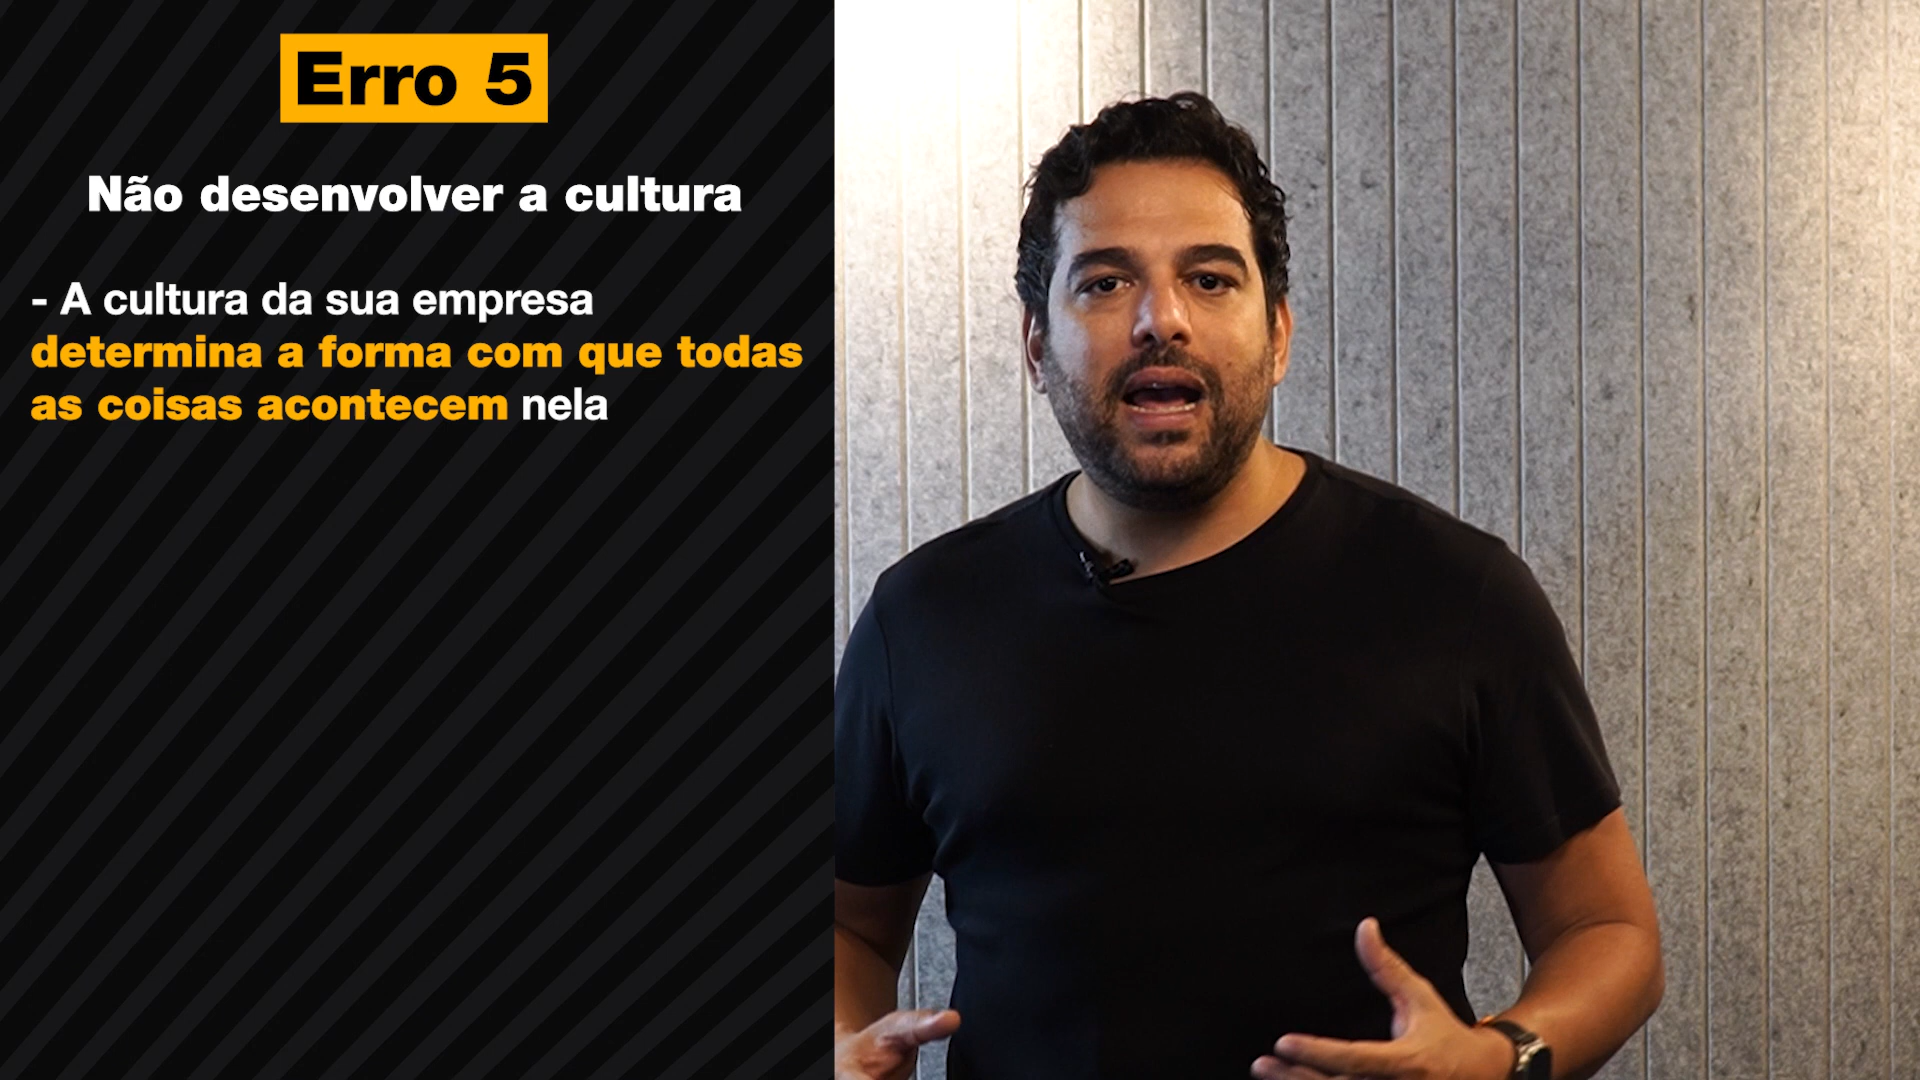 Erro 5
Não desenvolver a cultura
- A cultura da sua empresa
determina a forma com que todas
as coisas acontecem nela